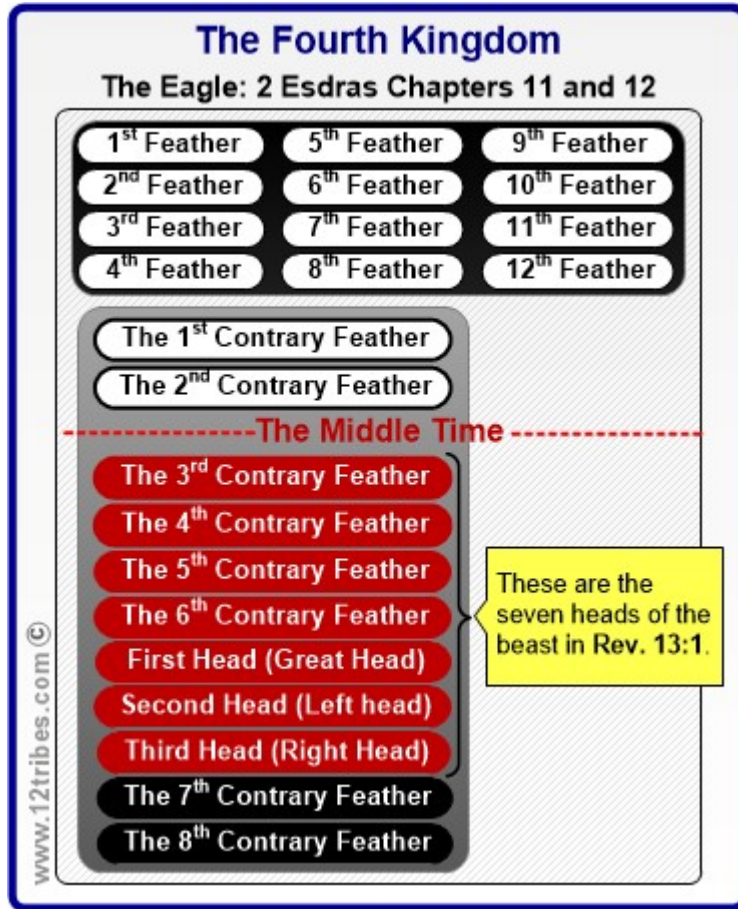 The Fourth Kingdom
The Eagle: 2 Esdras Chapters 11 and 12
1st Feather
5th Feather
9th Feather
2nd Feather
6th Feather
10th Feather
3rd Feather
7th Feather
11th Feather
4th Feather
8th Feather
12th Feather
The 1st Contrary Feather
The 2nd Contrary Feather
The Middle Time
The 3rd Contrary Feather
The 4th Contrary Feather
The 5th Contrary Feather
The 6th Contrary Feather
First Head (Great Head)
Second Head (Left head)
Third Head (Right Head)
The 7th Contrary Feather
The 8th Contrary Feather
These are the
seven heads of the
beast in Rev. 13:1.
www.12tribes.com ©